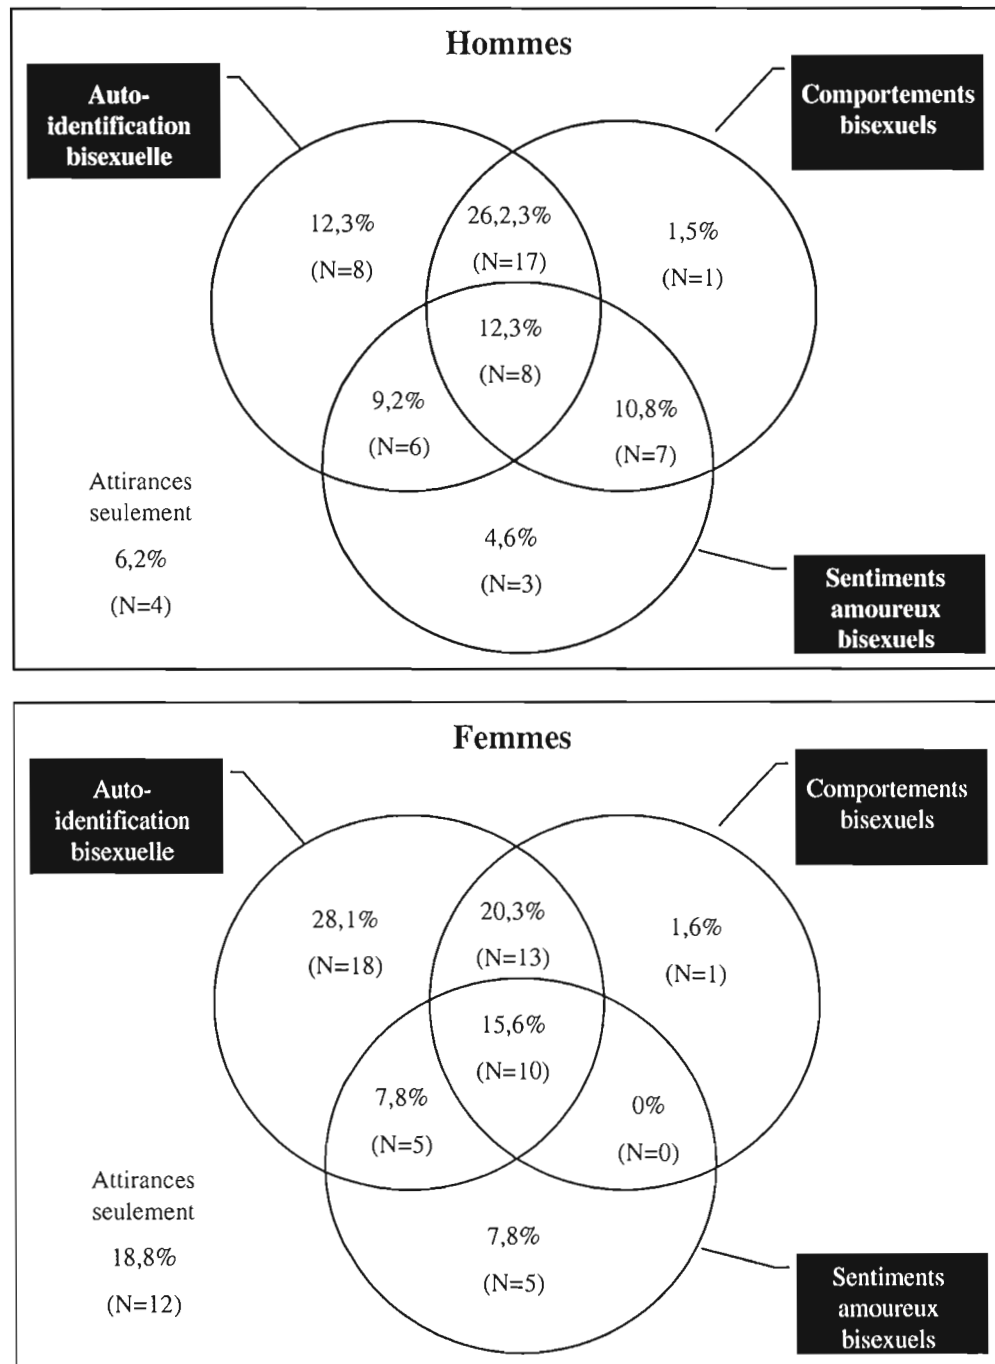 Hommes
Auto-
identification
bisexuelle
Comportements
bisexuels
12,3%
(N=8)
26,2,3%
(N=17)
1,5%
(N=1)
12,3%
(N=8)
9,2%
(N=6)
10,8%
(N=7)
Attirances
seulement
6,2%
(N=4)
4,6%
(N=3)
Sentiments
amoureux
bisexuels
Femmes
Auto-
identification
bisexuelle
Comportements
bisexuels
28,1%
(N=18)
20,3%
(N=13)
1,6%
(N=1)
15,6%
(N=10)
7,8%
(N=5)
0%
(N=0)
Attirances
seulement
18,8%
(N=12)
7,8%
(N=5)
Sentiments
amoureux
bisexuels